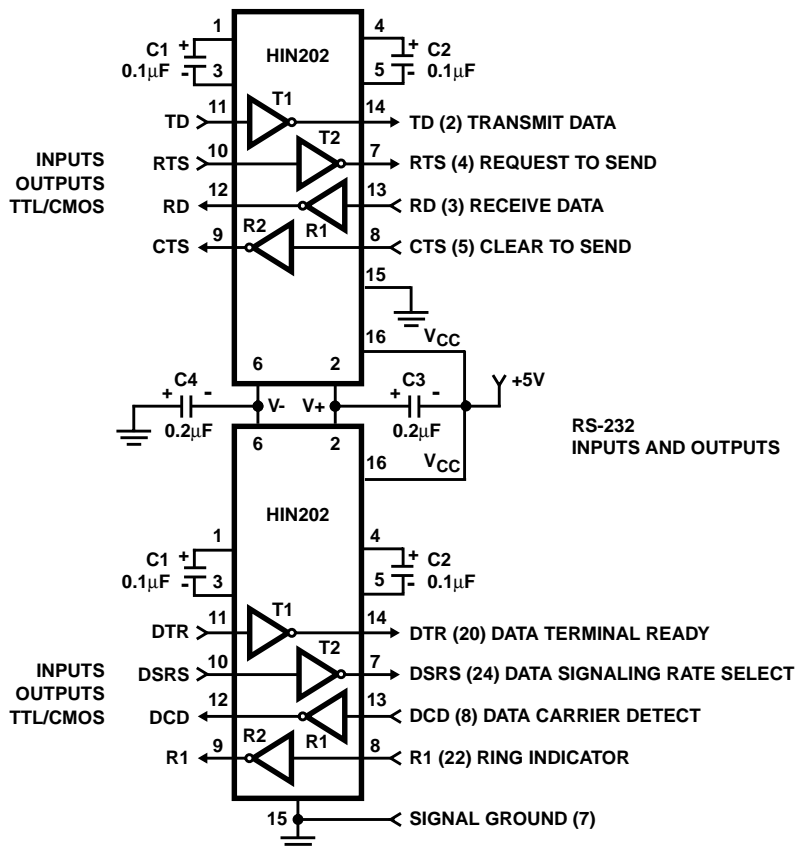 1
HIN202
4
C1 + 0.1μF -
3
+ C2 - 0.1μF
5
T1
TD 11
14 TD (2) TRANSMIT DATA
T2
INPUTS
OUTPUTS
TTL/CMOS
RTS 10
7 RTS (4) REQUEST TO SEND
RD 12
13 RD (3) RECEIVE DATA
R2
R1
CTS 9
8 CTS (5) CLEAR TO SEND
15
16 VCC
6
2
C4
+ -
0.2μF
V-
V+
C3
+ -
0.2μF
+5V
RS-232
INPUTS AND OUTPUTS
6
2
16 VCC
HIN202
1
4
C1 + 0.1μF -
3
+ C2 - 0.1μF
5
T1
DTR 11
14 DTR (20) DATA TERMINAL READY
T2
INPUTS
OUTPUTS
TTL/CMOS
DSRS 10
7 DSRS (24) DATA SIGNALING RATE SELECT
DCD 12
13 DCD (8) DATA CARRIER DETECT
R2
R1
R1 9
8 R1 (22) RING INDICATOR
15
SIGNAL GROUND (7)